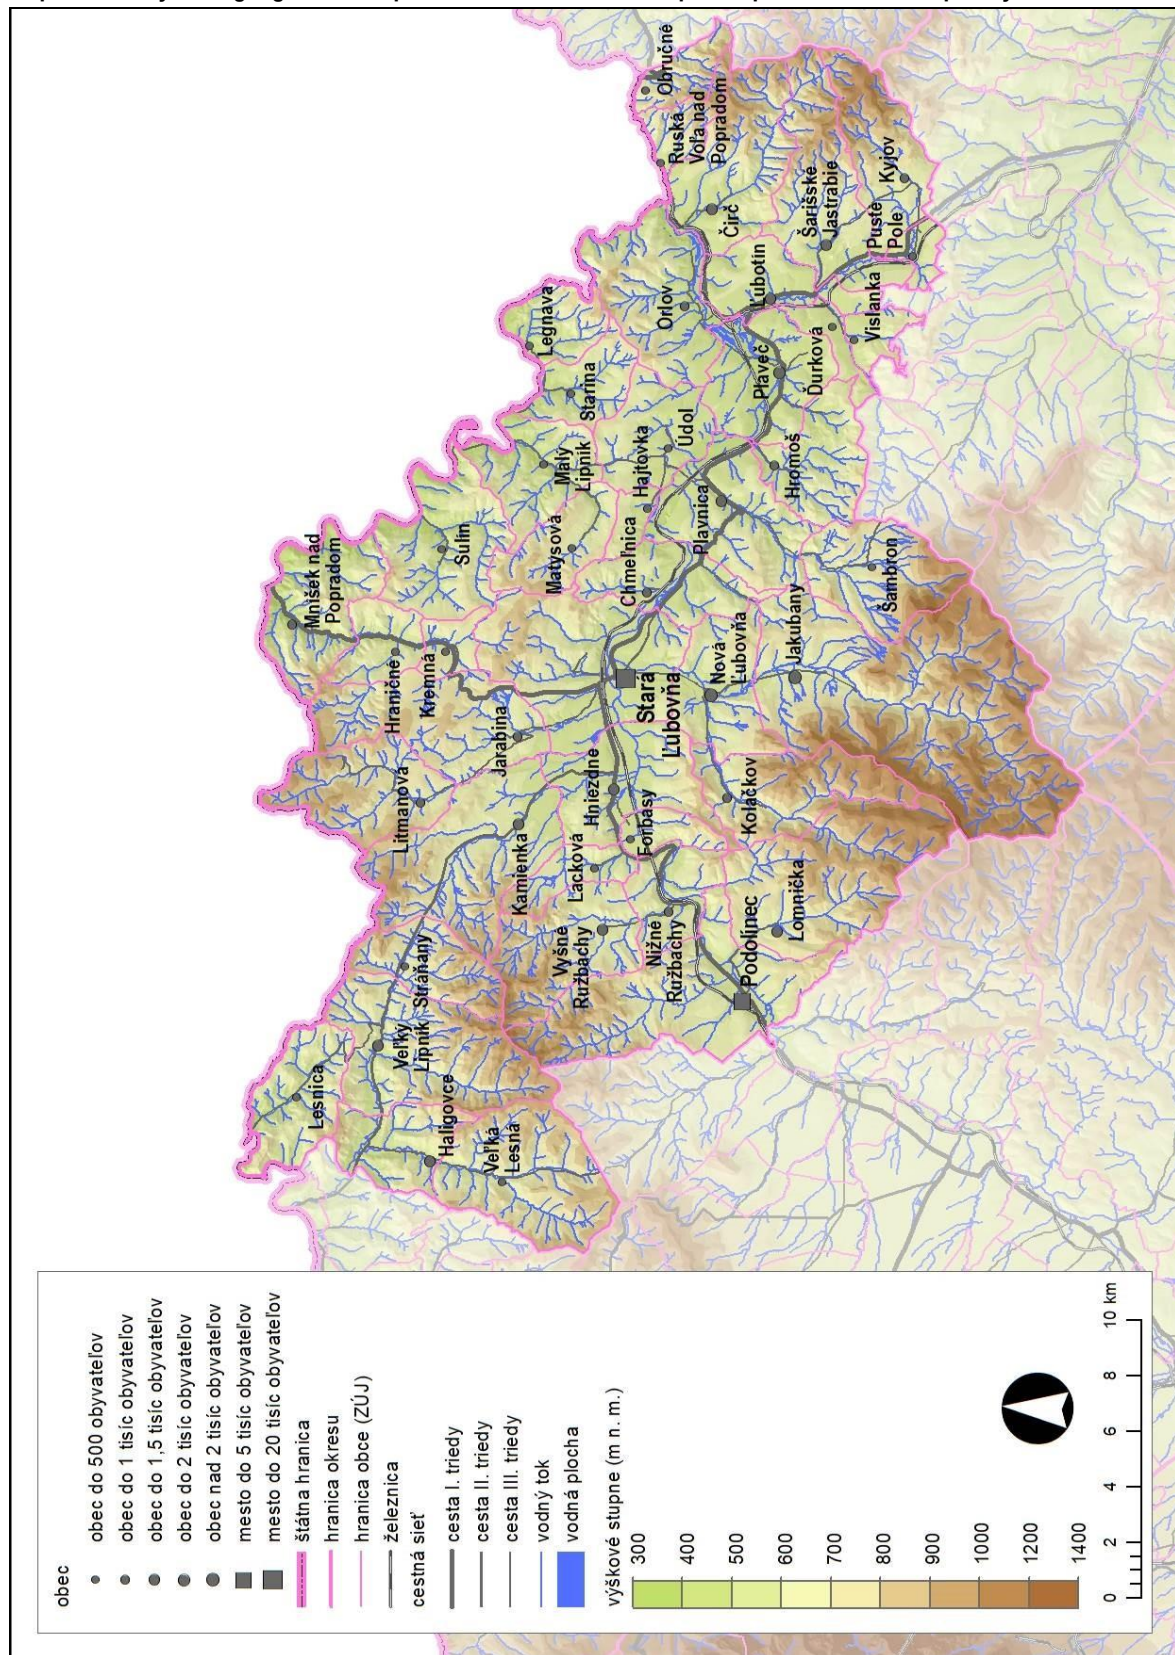 obec
obec do 500 obyvateľov
obec do 1 tisíc obyvateľov
obec do 1,5 tisíc obyvateľov
obec do 2 tisíc obyvateľov
obec nad 2 tisíc obyvateľov
mesto do 5 tisíc obyvateľov
mesto do 20 tisíc obyvateľov
štátna hranica
hranica okresu
hranica obce (ZÚJ)
železnica
cestná sieť
cesta I. triedy
cesta II. triedy
cesta III. triedy
vodný tok
vodná plocha
výškové stupne (m n. m.)
300
400
500
600
700
800
900
1000
1200
1400
0
2
4
6
8
10 km
Lesnica
Veľký
Lipník
Haligovce
Veľká
Lesná
Stráňany
Litmanová
Kamienka
Jarabina
Hraničné
Kremná
Mníšek nad
Popradom
Sulín
Matysová
Malý
Lipník
Starina
Legnava
Lacková
Vyšné
Ružbachy
Nižné
Ružbachy
Podolínec
Lomnička
Forbasy
Hniezdne
Kolačkov
Stará
Ľubovňa
Nová
Ľubovňa
Jakubany
Chmeľnica
Hajtovka
Údol
Plavnica
Hromoš
Šambron
Plaveč
Orlov
Ľubotín
Ďurková
Vislanka
Čirč
Ruská
Voľa nad
Popradom
Obručné
Šarišské
Jastrabie
Pusté
Pole
Kyjov